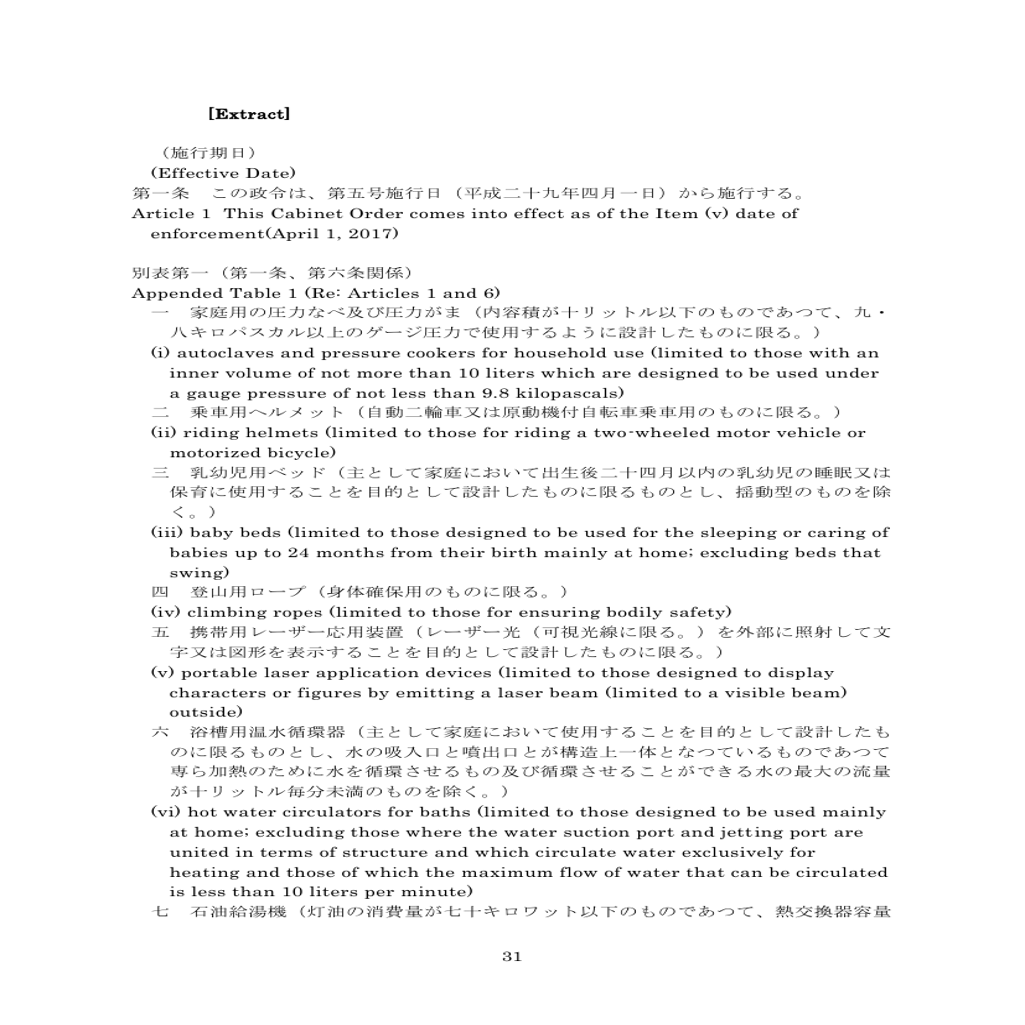 [Extract]
（施行期日）
(Effective Date)
第一条　この政令は、第五号施行日（平成二十九年四月一日）から施行する。
Article 1  This Cabinet Order comes into effect as of the Item (v) date of
enforcement(April 1, 2017)
別表第一（第一条、第六条関係）
Appended Table 1 (Re: Articles 1 and 6)
一　家庭用の圧力なべ及び圧力がま（内容積が十リットル以下のものであつて、九・
八キロパスカル以上のゲージ圧力で使用するように設計したものに限る。）
(i) autoclaves and pressure cookers for household use (limited to those with an
inner volume of not more than 10 liters which are designed to be used under
a gauge pressure of not less than 9.8 kilopascals)
二　乗車用ヘルメット（自動二輪車又は原動機付自転車乗車用のものに限る。）
(ii) riding helmets (limited to those for riding a two-wheeled motor vehicle or
motorized bicycle)
三　乳幼児用ベッド（主として家庭において出生後二十四月以内の乳幼児の睡眠又は
保育に使用することを目的として設計したものに限るものとし、揺動型のものを除
く。）
(iii) baby beds (limited to those designed to be used for the sleeping or caring of
babies up to 24 months from their birth mainly at home; excluding beds that
swing)
四　登山用ロープ（身体確保用のものに限る。）
(iv) climbing ropes (limited to those for ensuring bodily safety)
五　携帯用レーザー応用装置（レーザー光（可視光線に限る。）を外部に照射して文
字又は図形を表示することを目的として設計したものに限る。）
(v) portable laser application devices (limited to those designed to display
characters or figures by emitting a laser beam (limited to a visible beam)
outside)
六　浴槽用温水循環器（主として家庭において使用することを目的として設計したも
のに限るものとし、水の吸入口と噴出口とが構造上一体となつているものであつて
専ら加熱のために水を循環させるもの及び循環させることができる水の最大の流量
が十リットル毎分未満のものを除く。）
(vi) hot water circulators for baths (limited to those designed to be used mainly
at home; excluding those where the water suction port and jetting port are
united in terms of structure and which circulate water exclusively for
heating and those of which the maximum flow of water that can be circulated
is less than 10 liters per minute)
七　石油給湯機（灯油の消費量が七十キロワット以下のものであつて、熱交換器容量
31